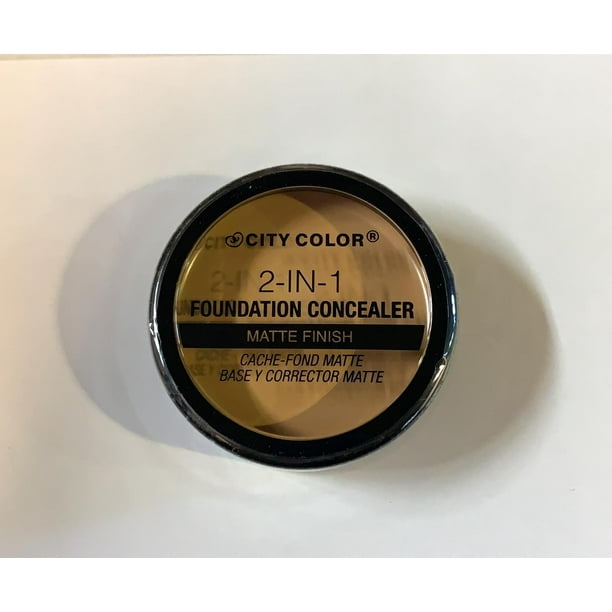 CITY COLOR®
2-IN-1
FOUNDATION CONCEALER
MATTE FINISH
CACHE-FOND MATTE
BASE Y CORRECTOR MATTE